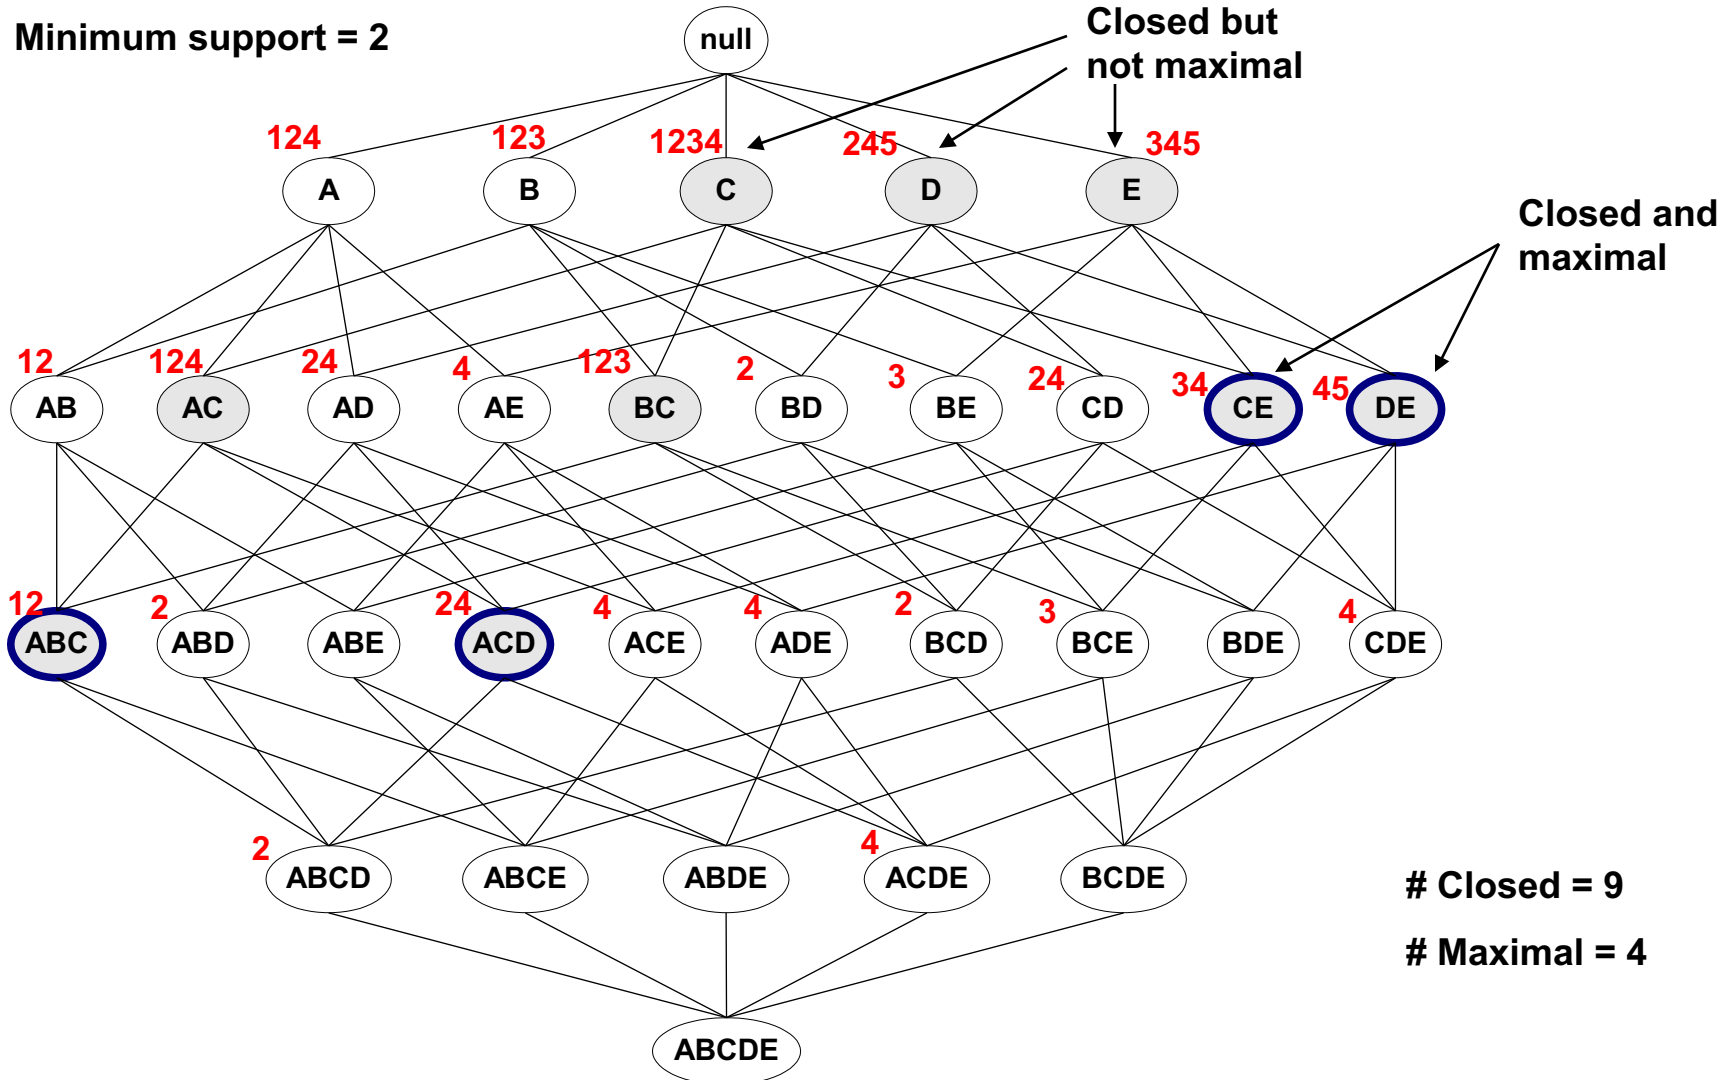 Minimum support = 2
null
Closed but
not maximal
124
123
1234
245
345
A
B
C
D
E
Closed and
maximal
12
124
24
4
123
2
3
24
34
45
AB
AC
AD
AE
BC
BD
BE
CD
CE
DE
12
2
24
4
4
2
3
4
ABC
ABD
ABE
ACD
ACE
ADE
BCD
BCE
BDE
CDE
2
4
ABCD
ABCE
ABDE
ACDE
BCDE
# Closed = 9
# Maximal = 4
ABCDE